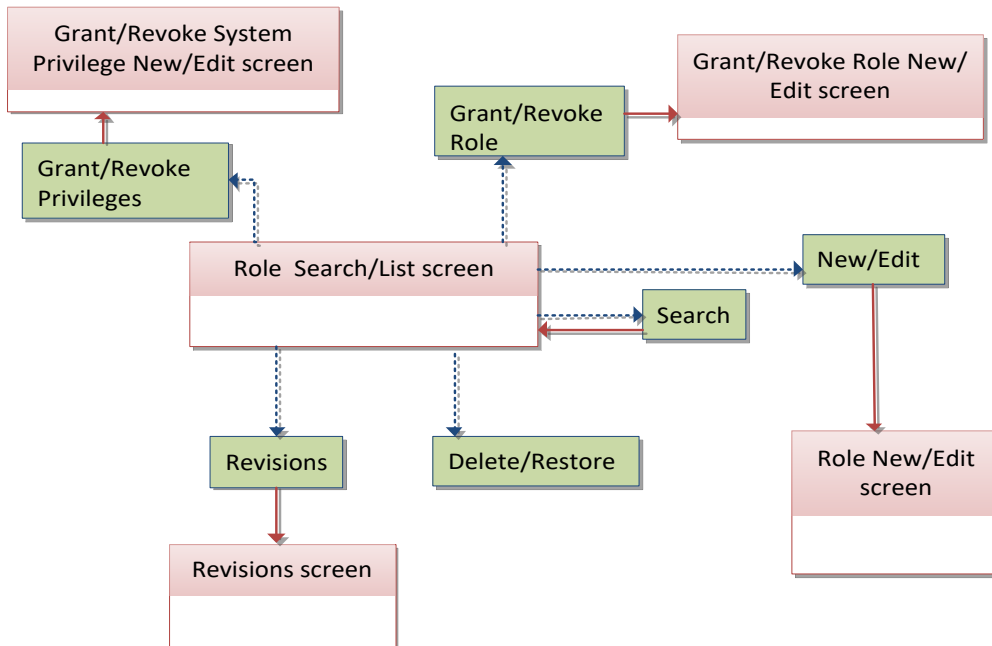 Grant/Revoke System
Privilege New/Edit screen
Grant/Revoke Role New/
Edit screen
Grant/Revoke
Role
Grant/Revoke
Privileges
Role  Search/List screen
New/Edit
Search
Revisions
Delete/Restore
Role New/Edit
screen
Revisions screen